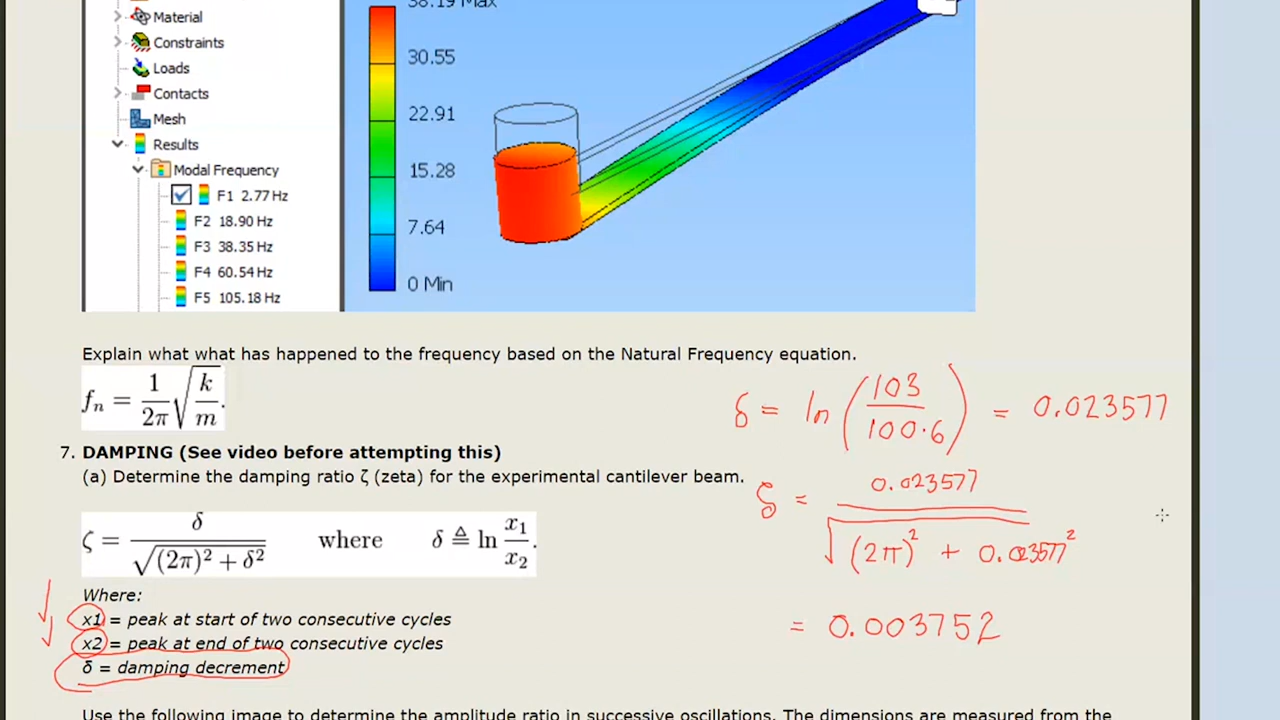 38.19 Max
Material
Constraints
Loads
Contacts
Mesh
Results
Modal Frequency
F1 2.77 Hz
F2 18.90 Hz
F3 38.35 Hz
F4 60.54 Hz
F5 105.18 Hz
30.55
22.91
15.28
7.64
0 Min
Explain what what has happened to the frequency based on the Natural Frequency equation.
fₙ = 1/2π √(k/m).
δ = ln (103/100.6) = 0.023577
7. DAMPING (See video before attempting this)
(a) Determine the damping ratio ζ (zeta) for the experimental cantilever beam.
ζ = 0.023577 / √((2π)² + 0.023577²)
ζ = δ / √((2π)² + δ²) where δ ≜ ln x₁/x₂.
= 0.003752
Where:
x1 = peak at start of two consecutive cycles
x2 = peak at end of two consecutive cycles
δ = damping decrement
Use the following image to determine the amplitude ratio in successive oscillations. The dimensions are measured from the